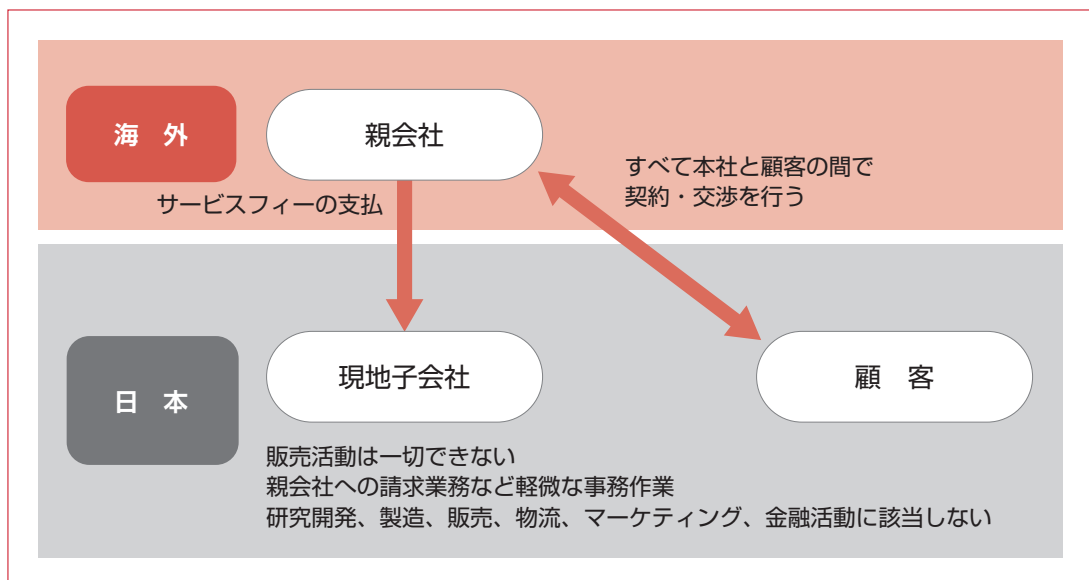 海　外
親会社
すべて本社と顧客の間で
契約・交渉を行う
サービスフィーの支払
日　本
現地子会社
顧　客
販売活動は一切できない
親会社への請求業務など軽微な事務作業
研究開発、製造、販売、物流、マーケティング、金融活動に該当しない